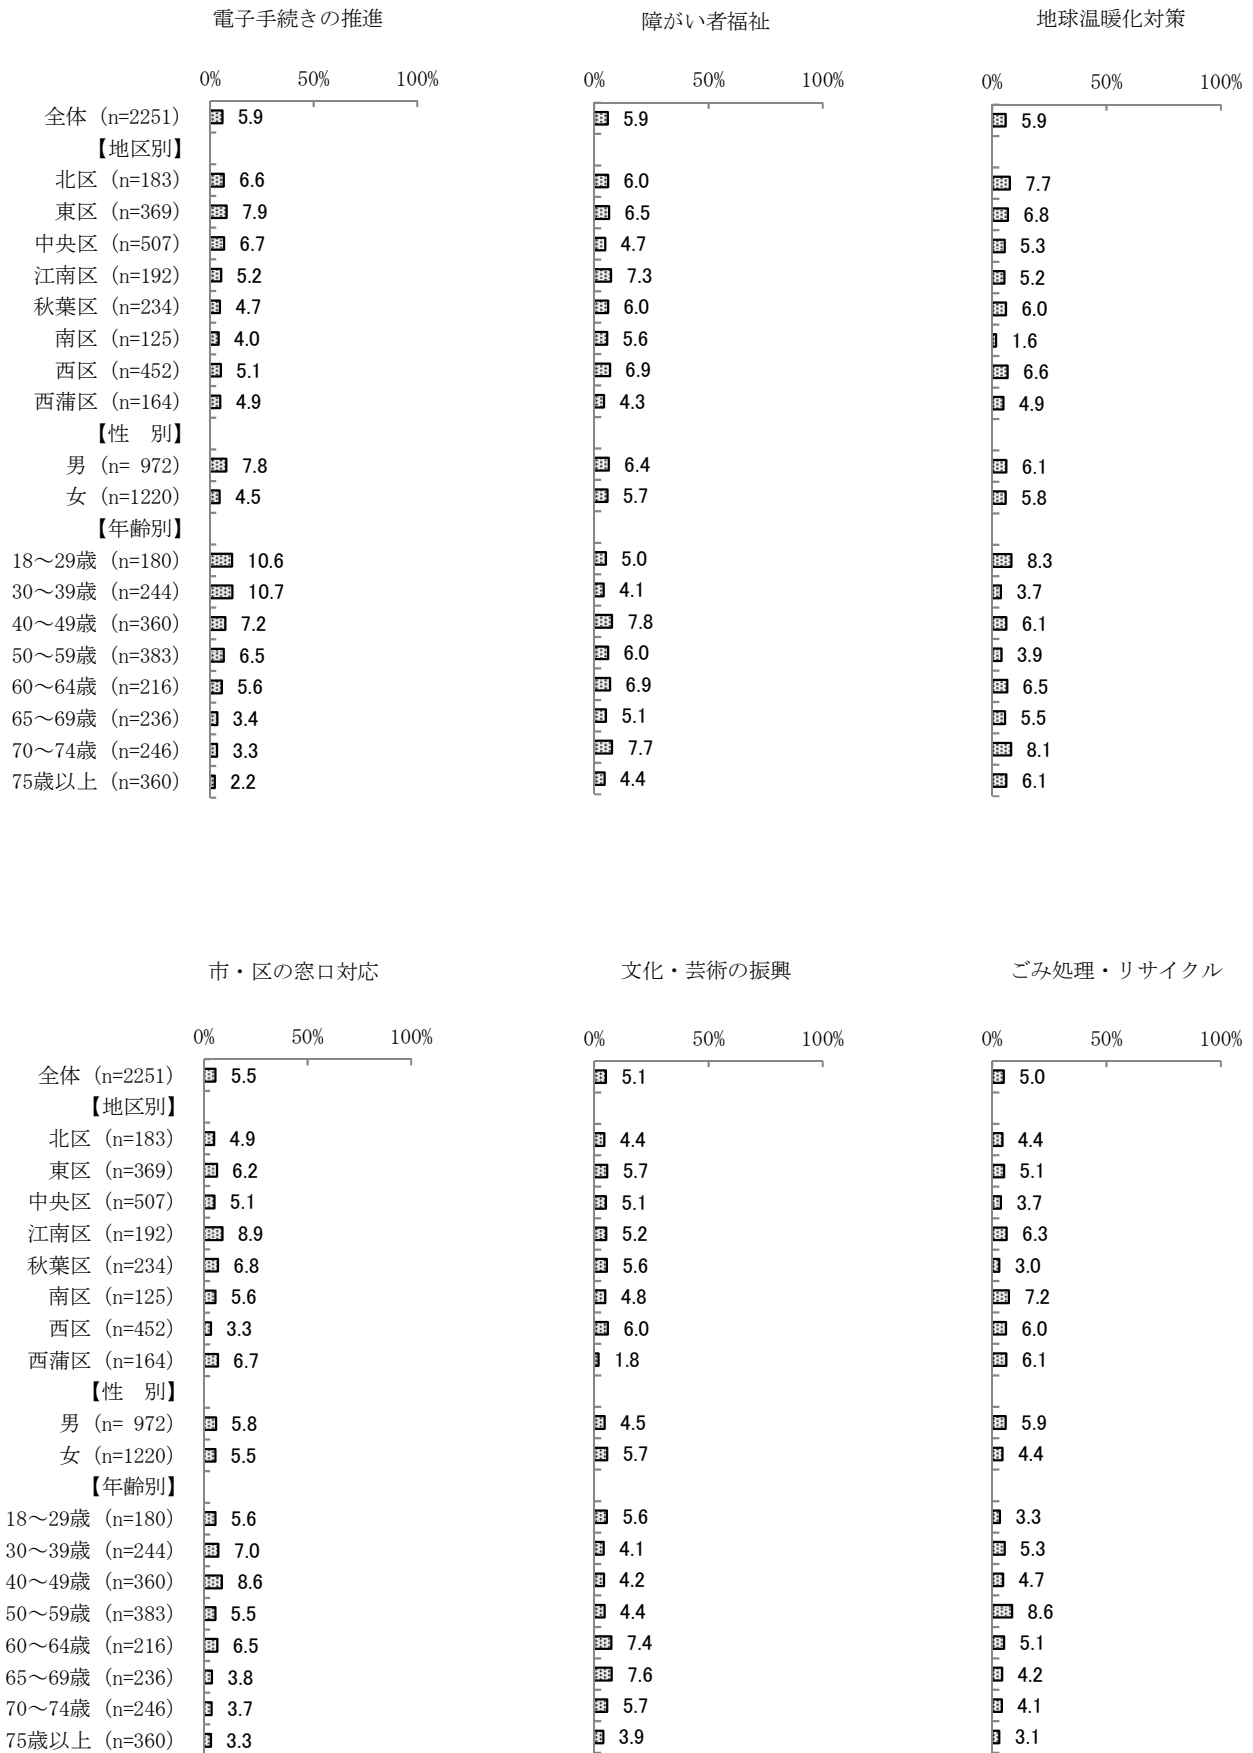 電子手続きの推進 障がい者福祉 地球温暖化対策
0% 50% 100% 0% 50% 100% 0% 50% 100%
全体 (n=2251) 5.9 5.9 5.9
【地区別】
北区 (n=183) 6.6 6.0 7.7
東区 (n=369) 7.9 6.5 6.8
中央区 (n=507) 6.7 4.7 5.3
江南区 (n=192) 5.2 7.3 5.2
秋葉区 (n=234) 4.7 6.0 6.0
南区 (n=125) 4.0 5.6 1.6
西区 (n=452) 5.1 6.9 6.6
西蒲区 (n=164) 4.9 4.3 4.9
【性　別】
男 (n= 972) 7.8 6.4 6.1
女 (n=1220) 4.5 5.7 5.8
【年齢別】
18～29歳 (n=180) 10.6 5.0 8.3
30～39歳 (n=244) 10.7 4.1 3.7
40～49歳 (n=360) 7.2 7.8 6.1
50～59歳 (n=383) 6.5 6.0 3.9
60～64歳 (n=216) 5.6 6.9 6.5
65～69歳 (n=236) 3.4 5.1 5.5
70～74歳 (n=246) 3.3 7.7 8.1
75歳以上 (n=360) 2.2 4.4 6.1
市・区の窓口対応 文化・芸術の振興 ごみ処理・リサイクル
0% 50% 100% 0% 50% 100% 0% 50% 100%
全体 (n=2251) 5.5 5.1 5.0
【地区別】
北区 (n=183) 4.9 4.4 4.4
東区 (n=369) 6.2 5.7 5.1
中央区 (n=507) 5.1 5.1 3.7
江南区 (n=192) 8.9 5.2 6.3
秋葉区 (n=234) 6.8 5.6 3.0
南区 (n=125) 5.6 4.8 7.2
西区 (n=452) 3.3 6.0 6.0
西蒲区 (n=164) 6.7 1.8 6.1
【性　別】
男 (n= 972) 5.8 4.5 5.9
女 (n=1220) 5.5 5.7 4.4
【年齢別】
18～29歳 (n=180) 5.6 5.6 3.3
30～39歳 (n=244) 7.0 4.1 5.3
40～49歳 (n=360) 8.6 4.2 4.7
50～59歳 (n=383) 5.5 4.4 8.6
60～64歳 (n=216) 6.5 7.4 5.1
65～69歳 (n=236) 3.8 7.6 4.2
70～74歳 (n=246) 3.7 5.7 4.1
75歳以上 (n=360) 3.3 3.9 3.1